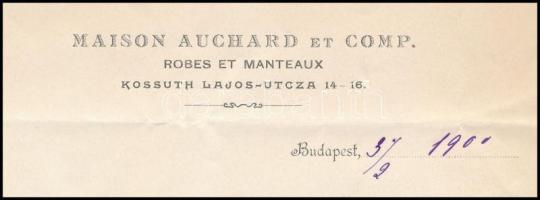 MAISON AUCHARD ET COMP.
ROBES ET MANTEAUX
KOSSUTH LAJOS-UTCZA 14-16.
Budapest, 3/2 1900